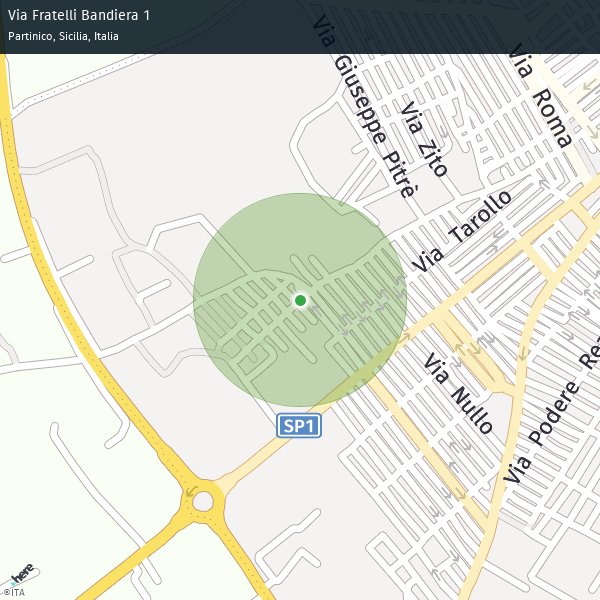 Via Fratelli Bandiera 1
Partinico, Sicilia, Italia
Via Giuseppe Pitrè
Via Zito
Via Roma
Via Tarollo
Via Nullo
SP1
Via Podere Re
here
©ITA